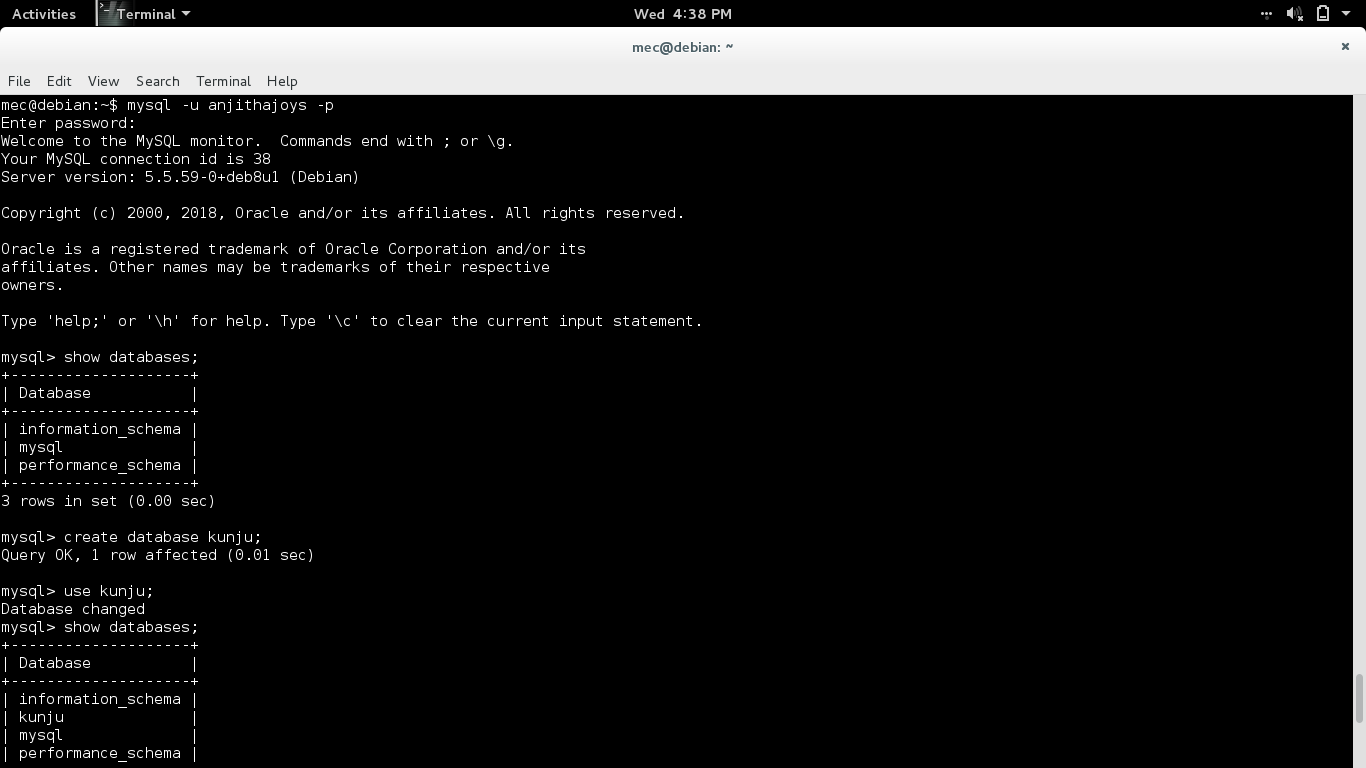 Activities Terminal Wed 4:38 PM
mec@debian: ~ ×
File Edit View Search Terminal Help
mec@debian:~$ mysql -u anjithajoys -p
Enter password:
Welcome to the MySQL monitor.  Commands end with ; or \g.
Your MySQL connection id is 38
Server version: 5.5.59-0+deb8u1 (Debian)

Copyright (c) 2000, 2018, Oracle and/or its affiliates. All rights reserved.

Oracle is a registered trademark of Oracle Corporation and/or its
affiliates. Other names may be trademarks of their respective
owners.

Type 'help;' or '\h' for help. Type '\c' to clear the current input statement.

mysql> show databases;
+--------------------+
| Database           |
+--------------------+
| information_schema |
| mysql              |
| performance_schema |
+--------------------+
3 rows in set (0.00 sec)

mysql> create database kunju;
Query OK, 1 row affected (0.01 sec)

mysql> use kunju;
Database changed
mysql> show databases;
+--------------------+
| Database           |
+--------------------+
| information_schema |
| kunju              |
| mysql              |
| performance_schema |